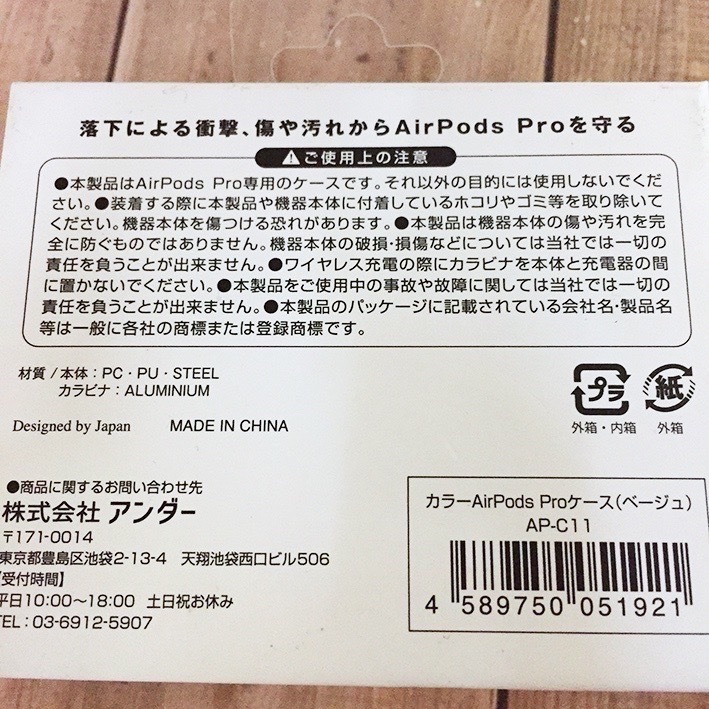 落下による衝撃、傷や汚れからAirPods Proを守る
ご使用上の注意
●本製品はAirPods Pro専用のケースです。それ以外の目的には使用しないでくだ
さい。●装着する際に本製品や機器本体に付着しているホコリやゴミ等を取り除いて
ください。機器本体を傷つける恐れがあります。●本製品は機器本体の傷や汚れを完
全に防ぐものではありません。機器本体の破損・損傷などについては当社では一切の
責任を負うことが出来ません。●ワイヤレス充電の際にカラビナを本体と充電器の間
に置かないでください。●本製品をご使用中の事故や故障に関しては当社では一切の
責任を負うことが出来ません。●本製品のパッケージに記載されている会社名・製品名
等は一般に各社の商標または登録商標です。
材質 / 本体：PC・PU・STEEL
カラビナ：ALUMINIUM
プラ
紙
外箱・内箱
外箱
Designed by Japan MADE IN CHINA
●商品に関するお問い合わせ先
株式会社 アンダー
〒171-0014
東京都豊島区池袋2-13-4 天翔池袋西口ビル506
【受付時間】
平日10:00〜18:00 土日祝お休み
TEL：03-6912-5907
カラーAirPods Proケース（ベージュ）
AP-C11
4 589750 051921